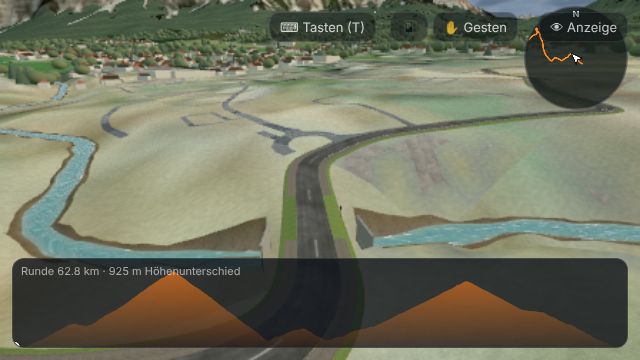 Tasten (T)
Gesten
N
Anzeige
Runde 62.8 km · 925 m Höhenunterschied